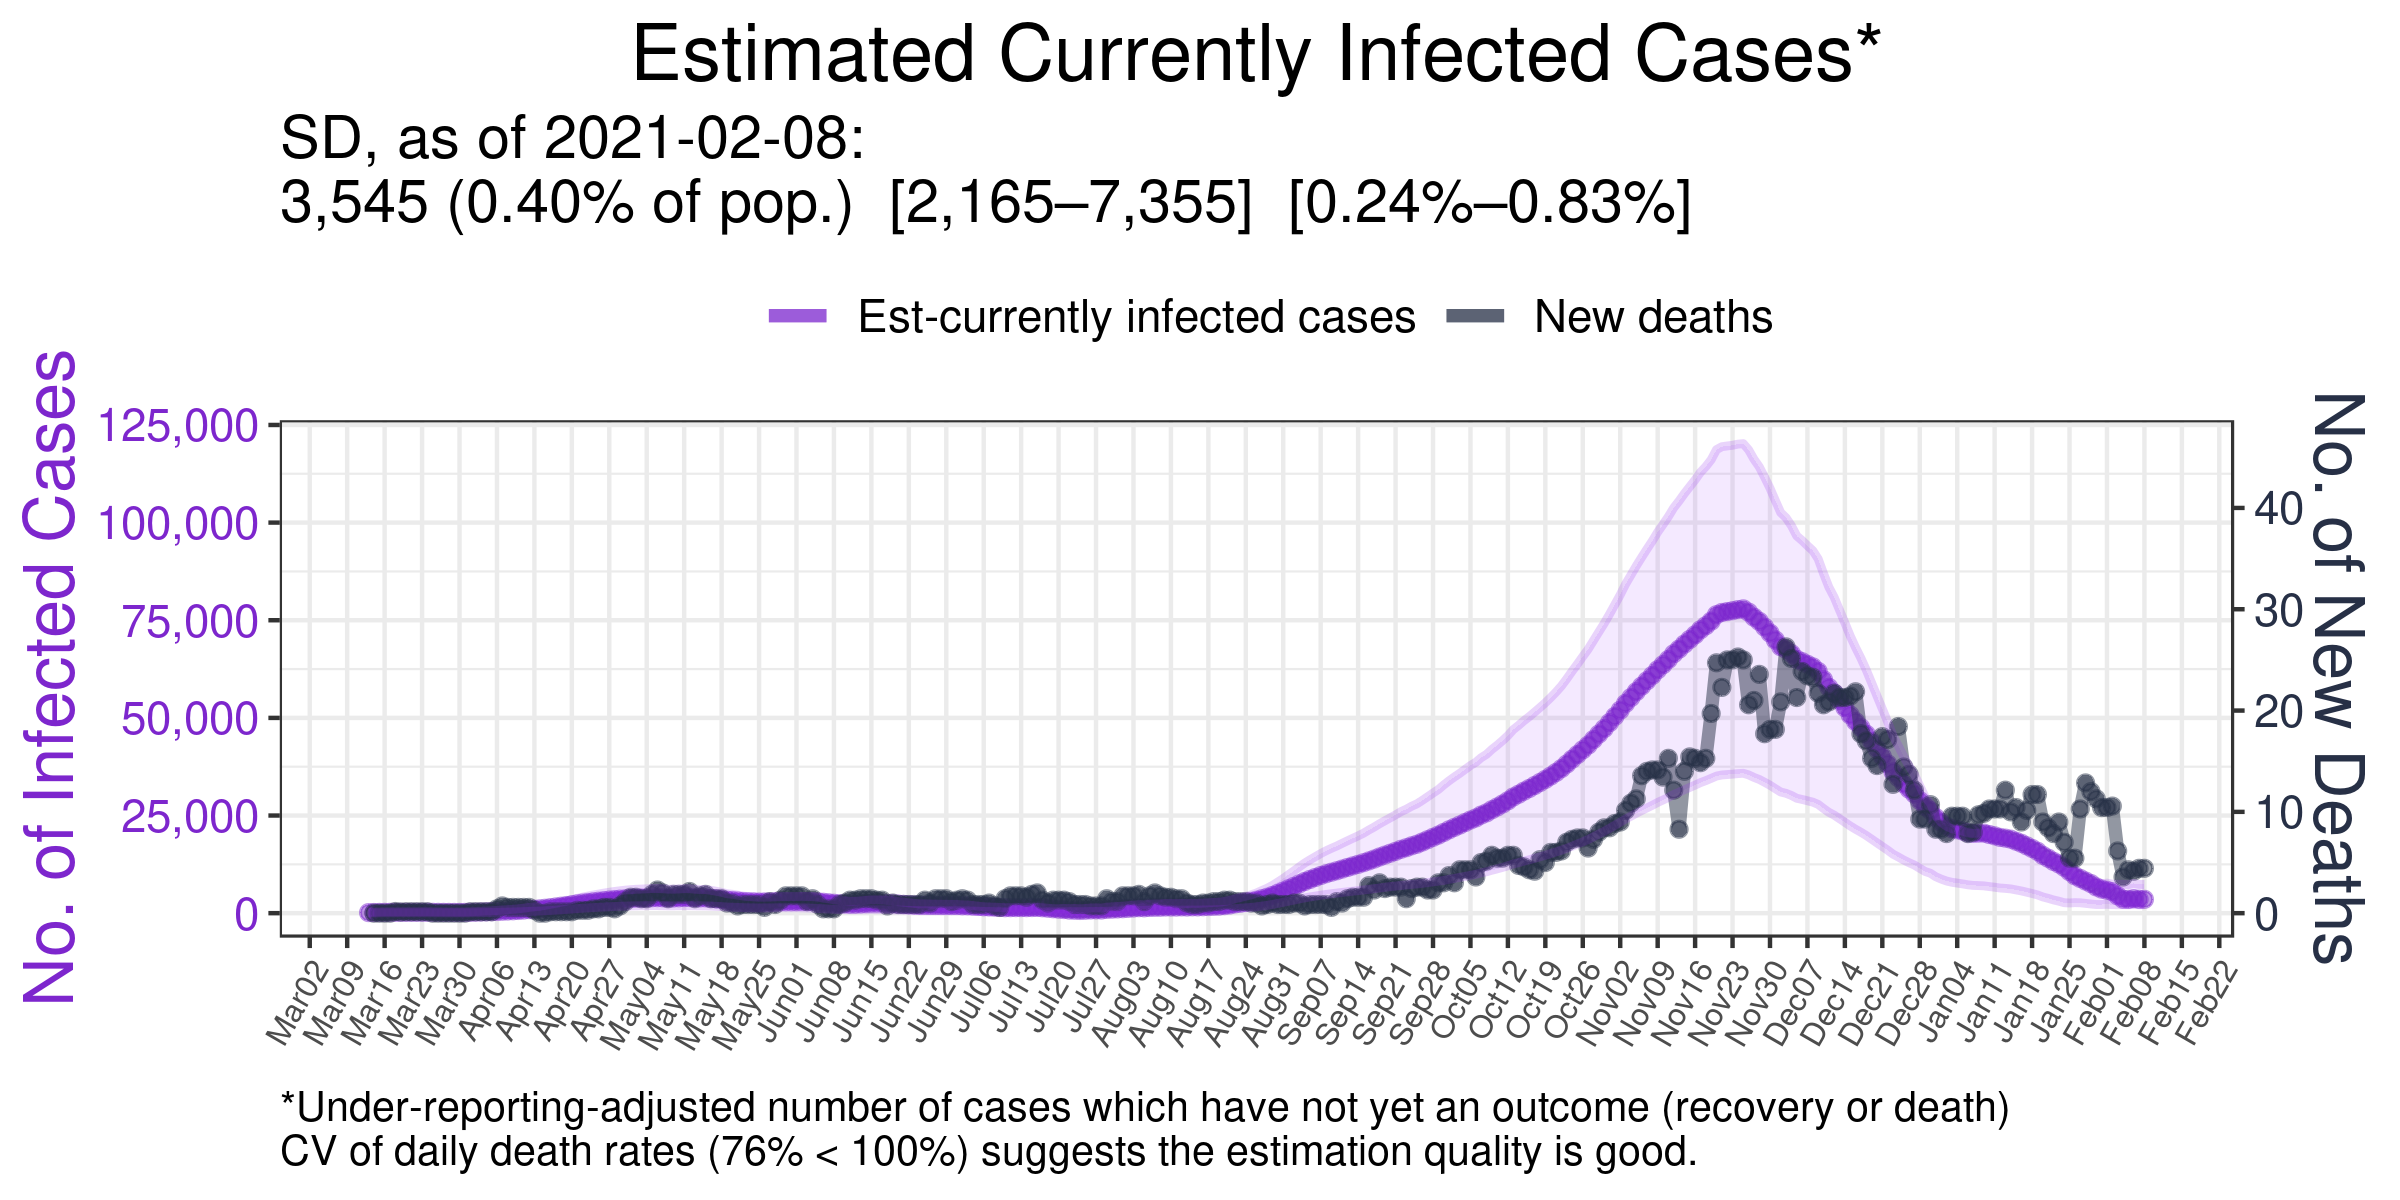 Estimated Currently Infected Cases*
SD, as of 2021-02-08:
3,545 (0.40% of pop.) [2,165–7,355] [0.24%–0.83%]
Est-currently infected cases
New deaths
No. of Infected Cases
125,000
100,000
75,000
50,000
25,000
0
No. of New Deaths
40
30
20
10
0
Mar02
Mar09
Mar16
Mar23
Mar30
Apr06
Apr13
Apr20
Apr27
May04
May11
May18
May25
Jun01
Jun08
Jun15
Jun22
Jun29
Jul06
Jul13
Jul20
Jul27
Aug03
Aug10
Aug17
Aug24
Aug31
Sep07
Sep14
Sep21
Sep28
Oct05
Oct12
Oct19
Oct26
Nov02
Nov09
Nov16
Nov23
Nov30
Dec07
Dec14
Dec21
Dec28
Jan04
Jan11
Jan18
Jan25
Feb01
Feb08
Feb15
Feb22
*Under-reporting-adjusted number of cases which have not yet an outcome (recovery or death)
CV of daily death rates (76% < 100%) suggests the estimation quality is good.